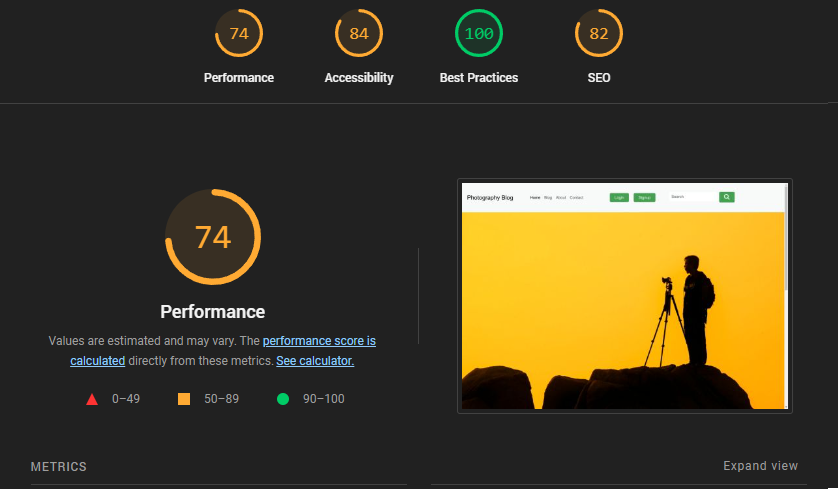 74 84 100 82
Performance Accessibility Best Practices SEO
74
Performance
Values are estimated and may vary. The performance score is
calculated directly from these metrics. See calculator.
0–49 50–89 90–100
Photography Blog Home Blog About Contact Login Signup Search
METRICS Expand view